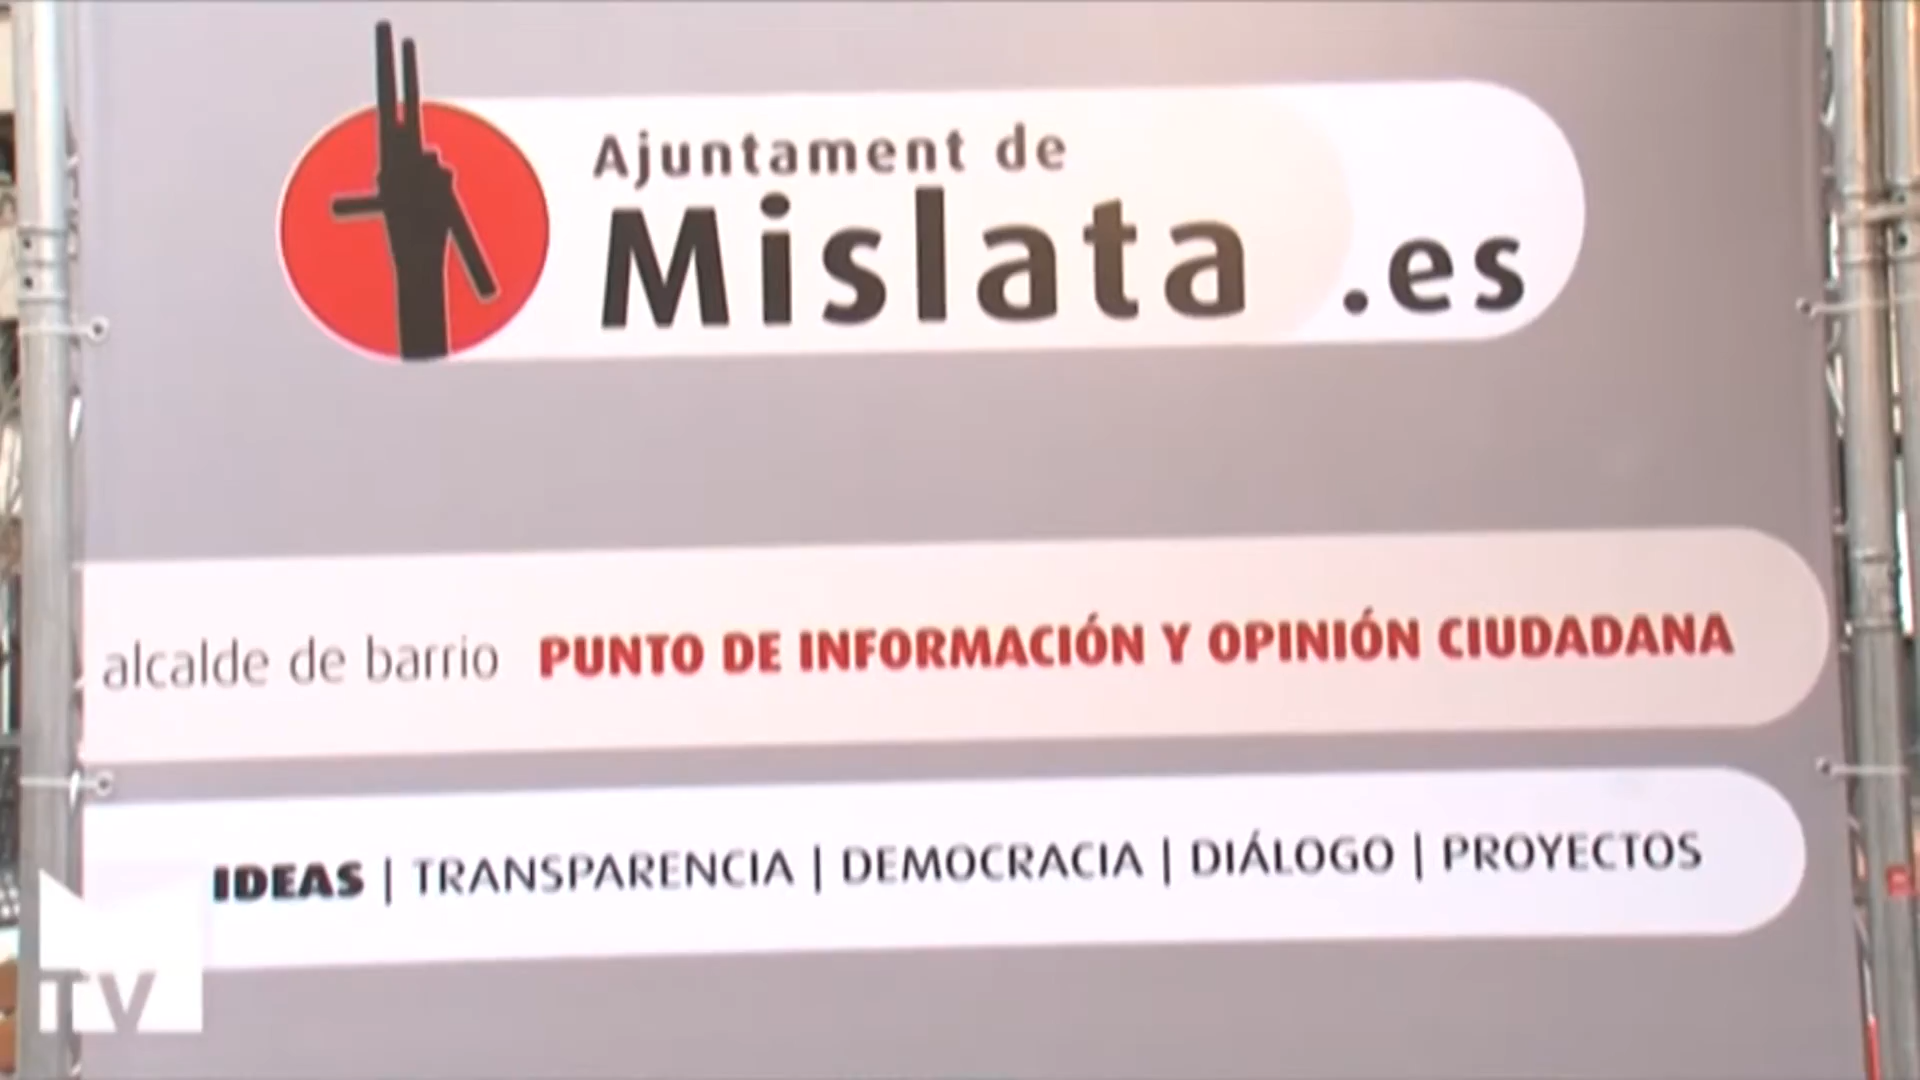 Ajuntament de
Mislata .es
alcalde de barrio PUNTO DE INFORMACIÓN Y OPINIÓN CIUDADANA
IDEAS | TRANSPARENCIA | DEMOCRACIA | DIÁLOGO | PROYECTOS
TV